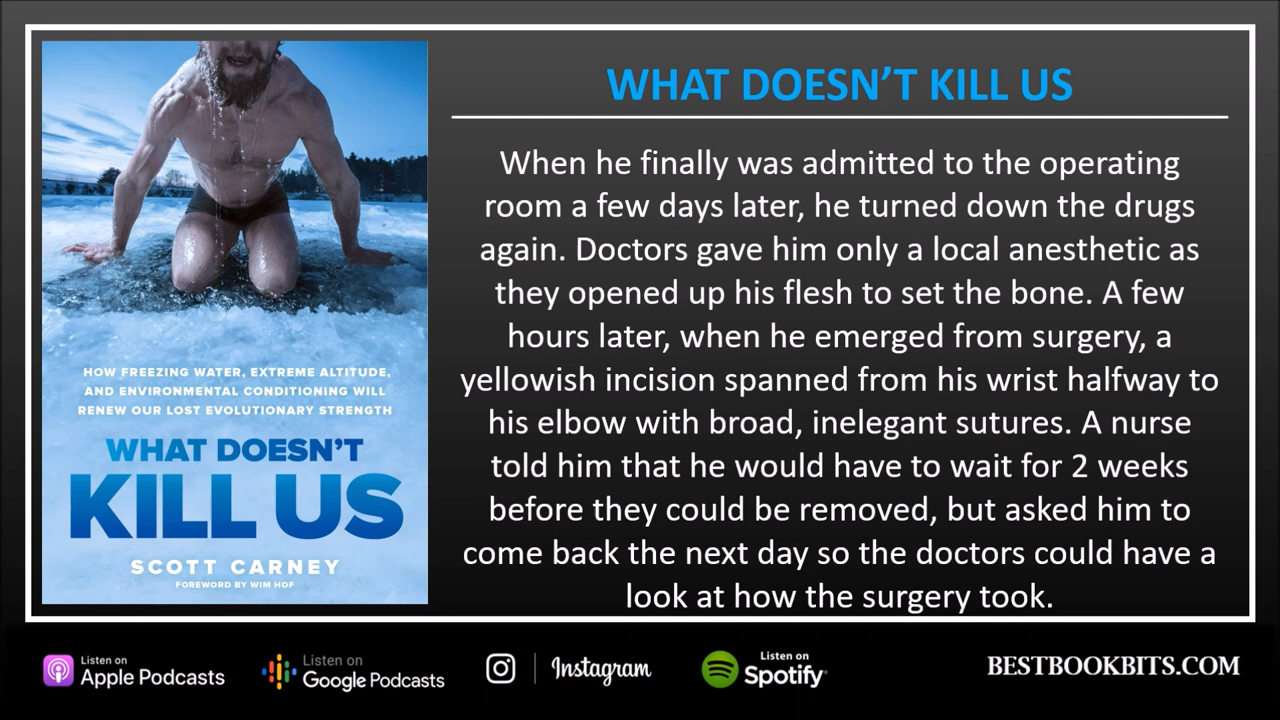 HOW FREEZING WATER, EXTREME ALTITUDE,
AND ENVIRONMENTAL CONDITIONING WILL
RENEW OUR LOST EVOLUTIONARY STRENGTH
WHAT DOESN'T
KILL US
SCOTT CARNEY
FOREWORD BY WIM HOF
WHAT DOESN'T KILL US
When he finally was admitted to the operating
room a few days later, he turned down the drugs
again. Doctors gave him only a local anesthetic as
they opened up his flesh to set the bone. A few
hours later, when he emerged from surgery, a
yellowish incision spanned from his wrist halfway to
his elbow with broad, inelegant sutures. A nurse
told him that he would have to wait for 2 weeks
before they could be removed, but asked him to
come back the next day so the doctors could have a
look at how the surgery took.
Listen on
Apple Podcasts
Listen on
Google Podcasts
Instagram
Listen on
Spotify
BESTBOOKBITS.COM